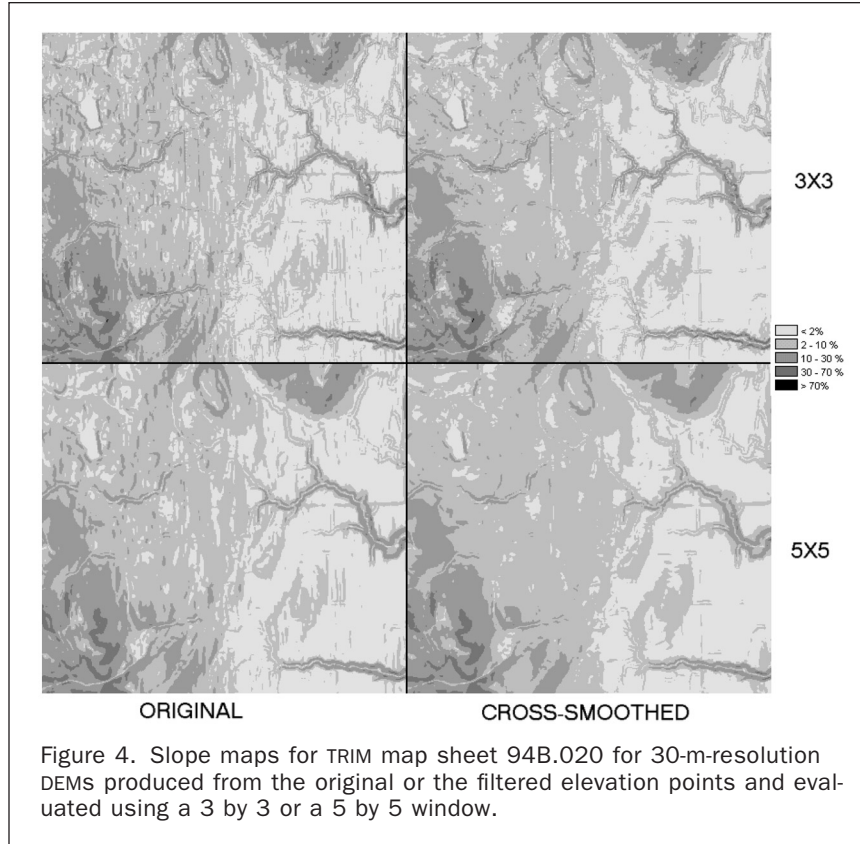 3X3
< 2%
2 - 10 %
10 - 30 %
30 - 70 %
> 70%
5X5
ORIGINAL
CROSS-SMOOTHED
Figure 4. Slope maps for TRIM map sheet 94B.020 for 30-m-resolution
DEMs produced from the original or the filtered elevation points and eval-
uated using a 3 by 3 or a 5 by 5 window.